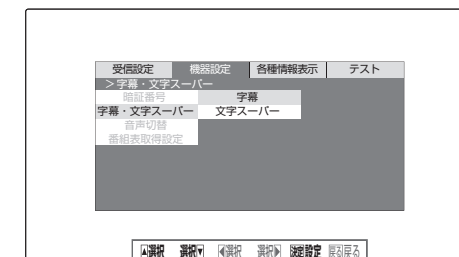 受信設定 機器設定 各種情報表示 テスト
＞字幕・文字スーパー
暗証番号 字幕
字幕・文字スーパー 文字スーパー
音声切替
番組表取得設定
▲選択 選択▼ ◀選択 選択▶ 決定設定 戻る戻る